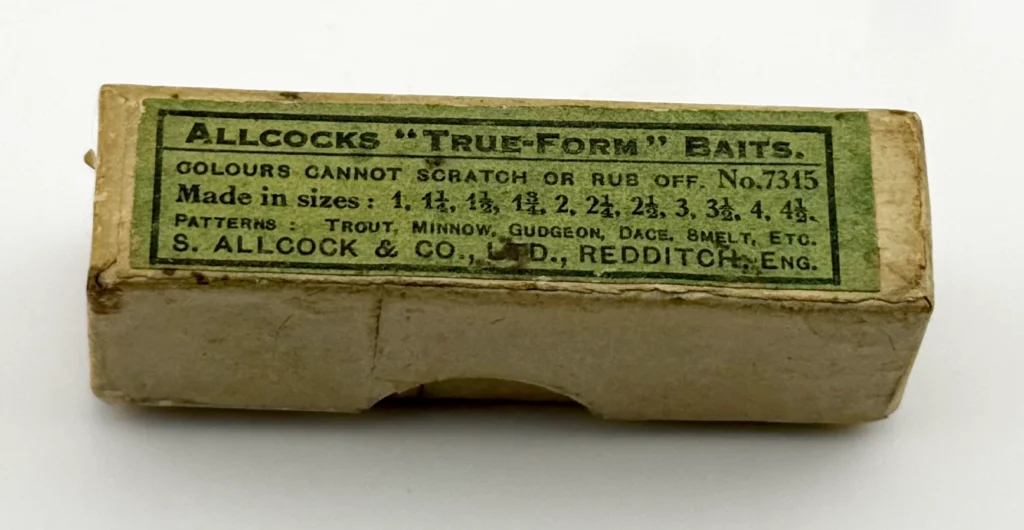 ALLCOCKS "TRUE-FORM" BAITS.
COLOURS CANNOT SCRATCH OR RUB OFF. No.7315
Made in sizes : 1, 1¼, 1½, 1¾, 2, 2¼, 2½, 3, 3½, 4, 4½.
PATTERNS : TROUT, MINNOW, GUDGEON, DACE, SMELT, ETC.
S. ALLCOCK & CO., LTD., REDDITCH, ENG.